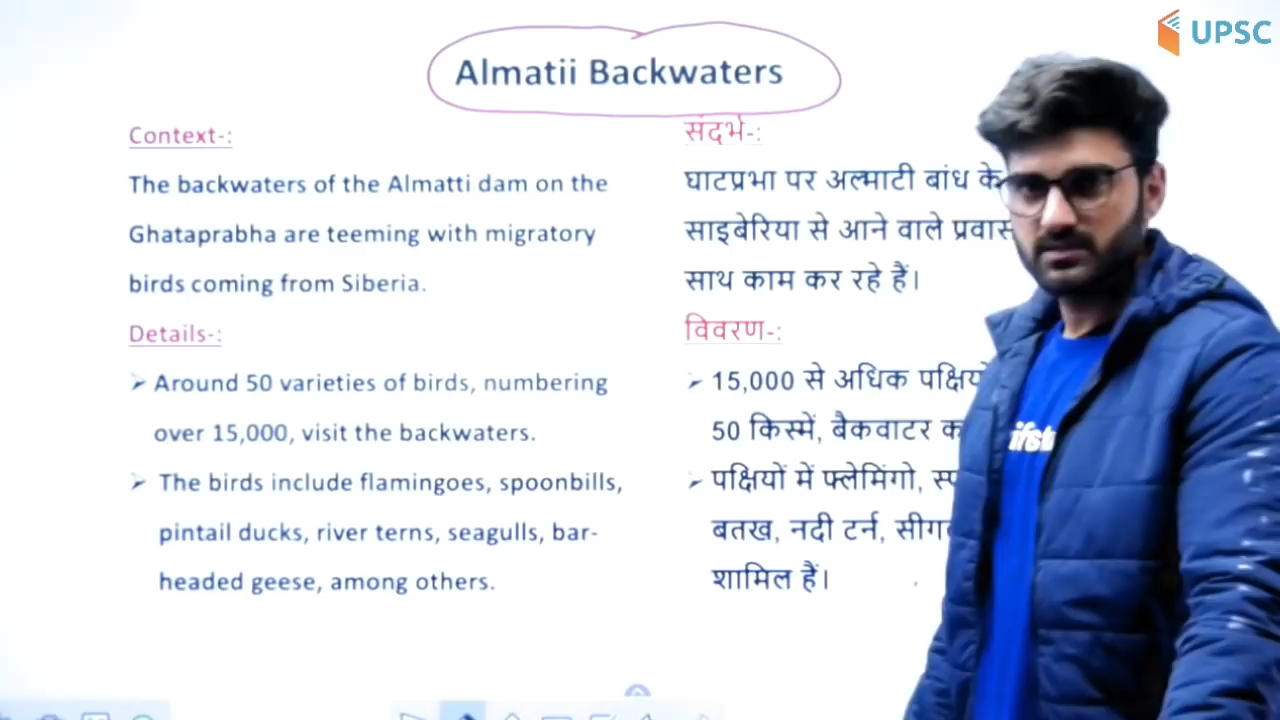 UPSC
Almatii Backwaters
Context-:
The backwaters of the Almatti dam on the
Ghataprabha are teeming with migratory
birds coming from Siberia.
Details-:
Around 50 varieties of birds, numbering
over 15,000, visit the backwaters.
The birds include flamingoes, spoonbills,
pintail ducks, river terns, seagulls, bar-
headed geese, among others.
संदर्भ-:
घाटप्रभा पर अल्माटी बांध के
साइबेरिया से आने वाले
साथ काम कर रहे हैं।
विवरण-:
15,000 से अधिक
50 किस्में, बैकवाटर
पक्षियों में फ्लेमिंगो,
बतख, नदी टर्न,
शामिल हैं।